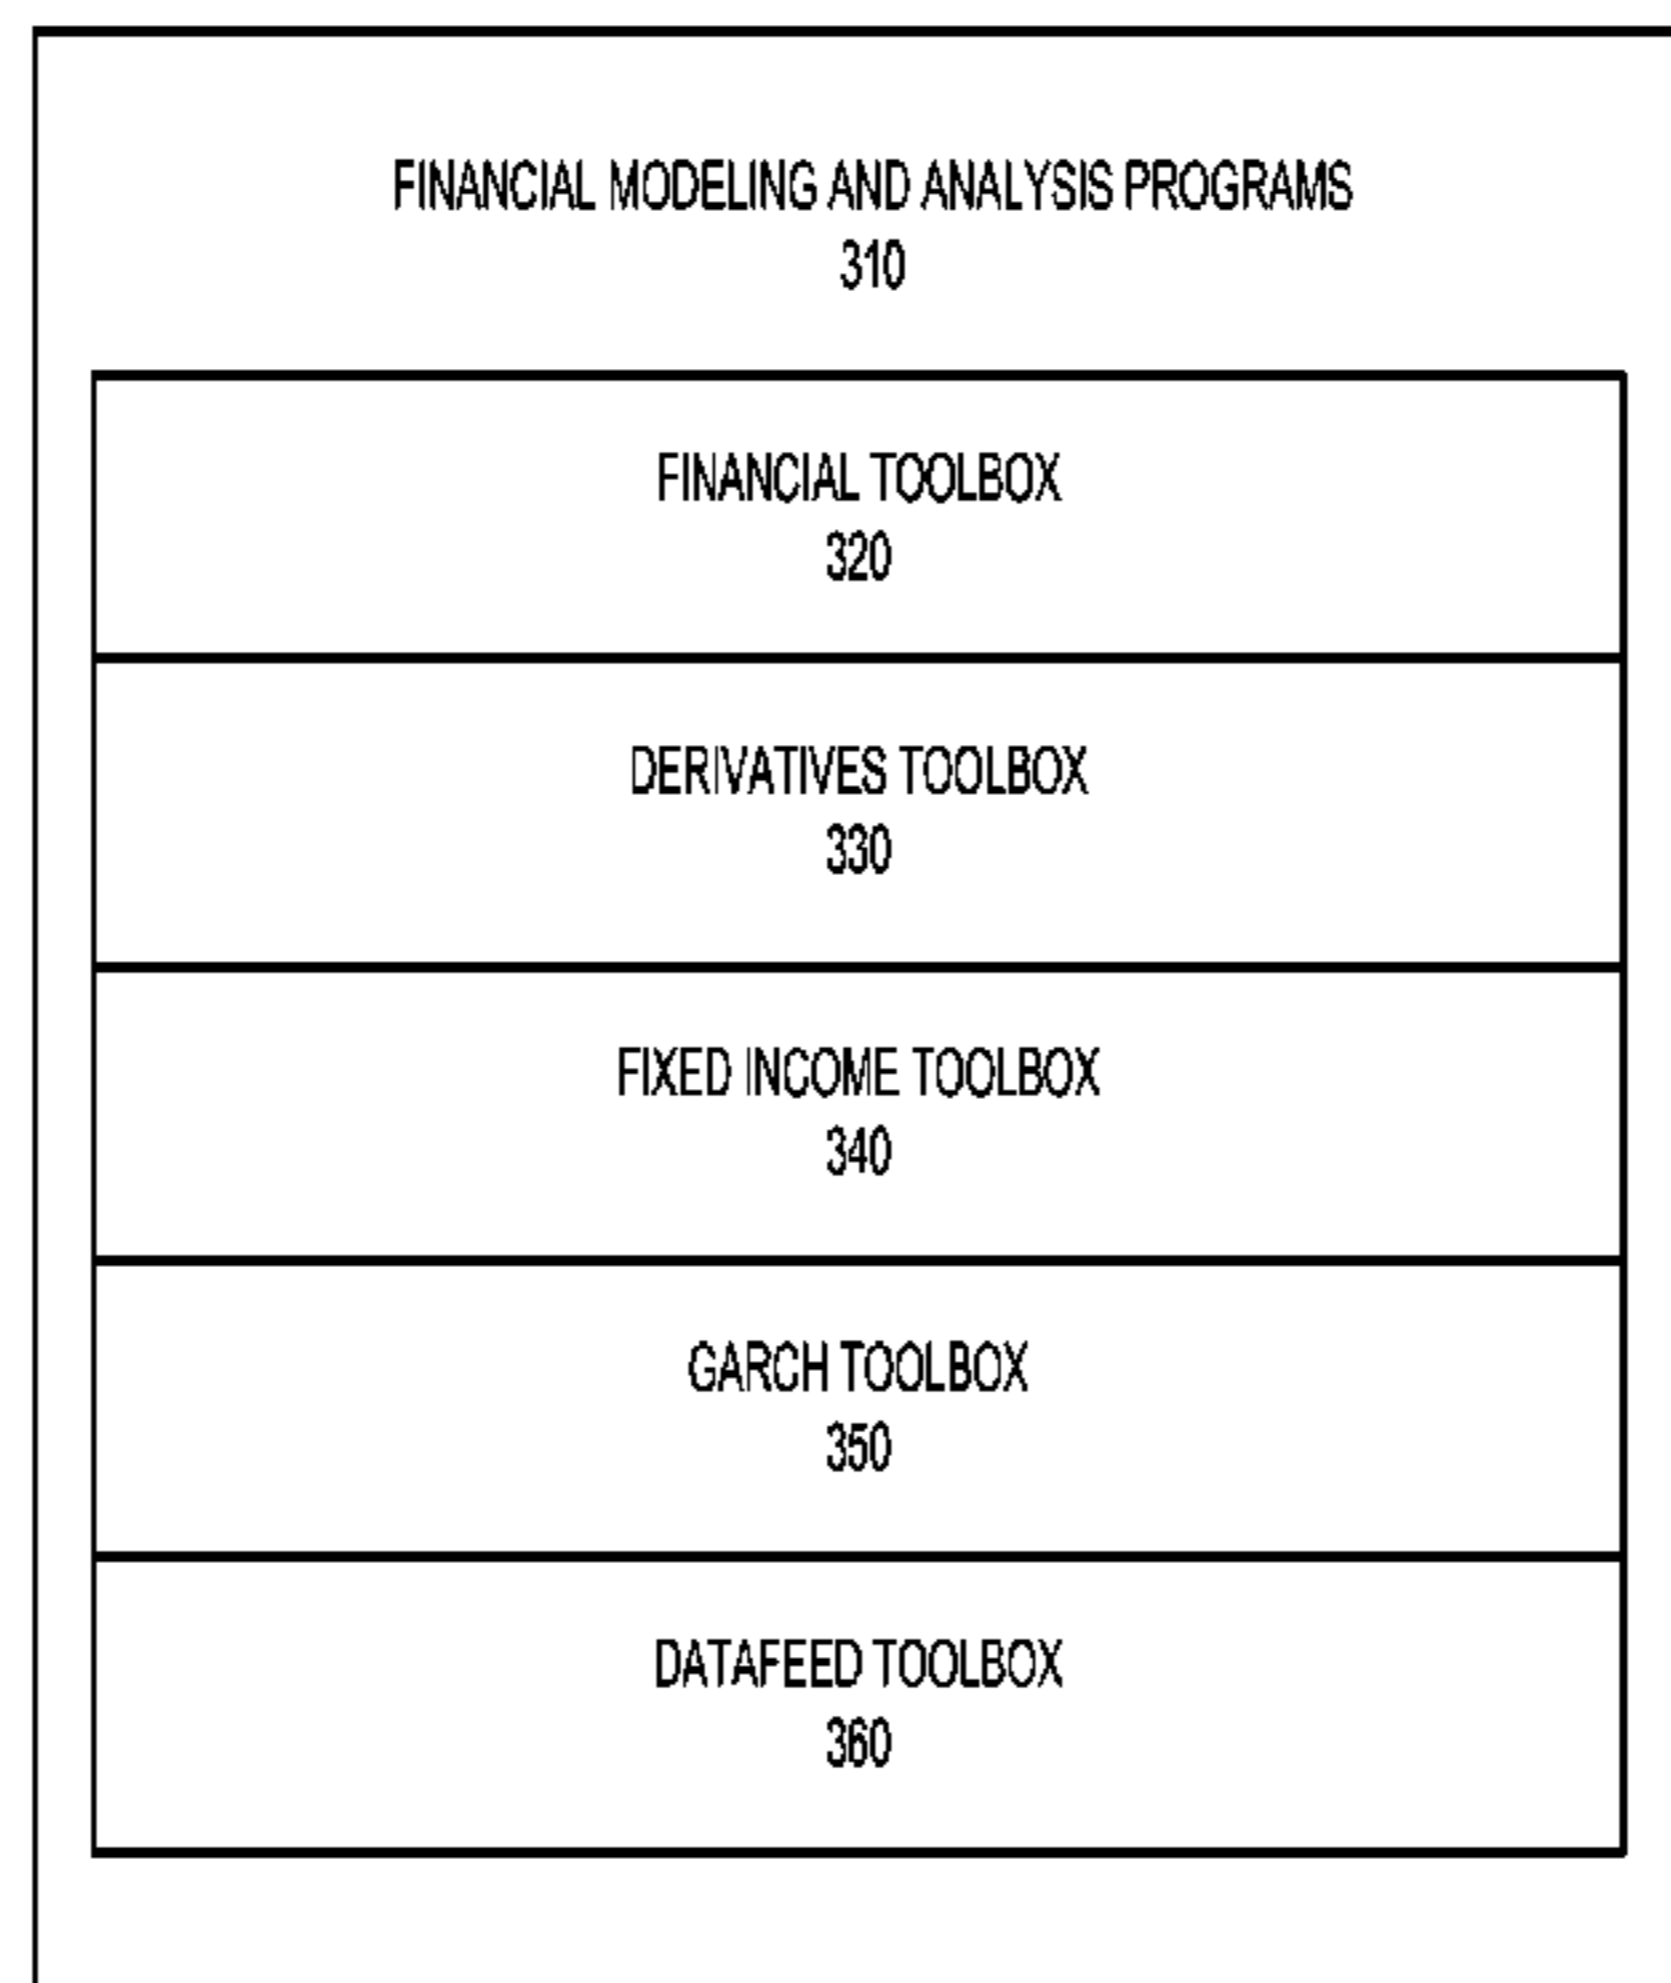 FINANCIAL MODELING AND ANALYSIS PROGRAMS
310
FINANCIAL TOOLBOX
320
DERIVATIVES TOOLBOX
330
FIXED INCOME TOOLBOX
340
GARCH TOOLBOX
350
DATAFEED TOOLBOX
360